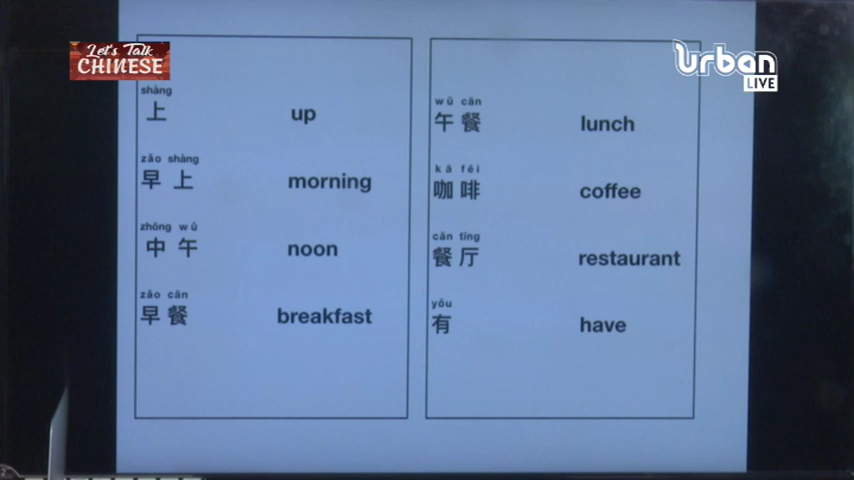 Let's Talk
CHINESE
urban
LIVE
shàng
上 up
zǎo shàng
早 上 morning
zhōng wǔ
中 午 noon
zǎo cān
早 餐 breakfast
wǔ cān
午 餐 lunch
kā fēi
咖 啡 coffee
cān tīng
餐 厅 restaurant
yǒu
有 have